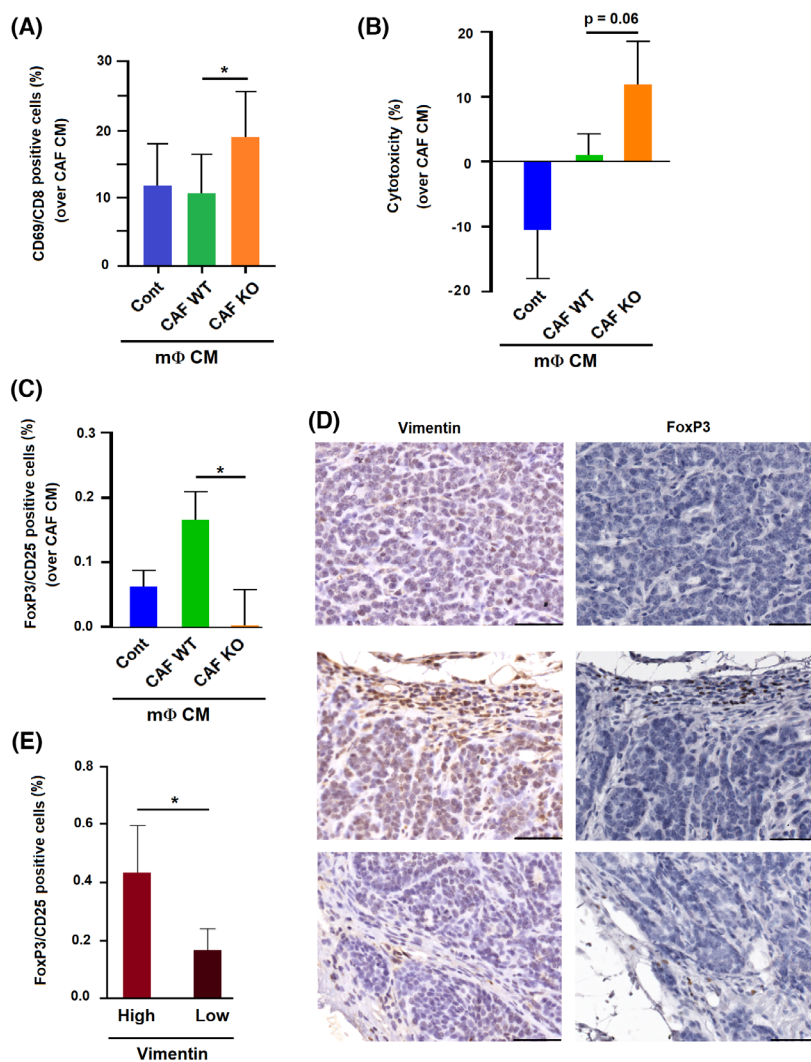 (A)
CD69/CD8 positive cells (%)
(over CAF CM)
30
20
10
0
*
Cont
CAF WT
CAF KO
mΦ CM
(B)
Cytotoxicity (%)
(over CAF CM)
20
10
0
-10
-20
p = 0.06
Cont
CAF WT
CAF KO
mΦ CM
(C)
FoxP3/CD25 positive cells (%)
(over CAF CM)
0.3
0.2
0.1
0.0
*
Cont
CAF WT
CAF KO
mΦ CM
(D)
Vimentin
FoxP3
(E)
FoxP3/CD25 positive cells (%)
0.8
0.6
0.4
0.2
0.0
*
High
Low
Vimentin